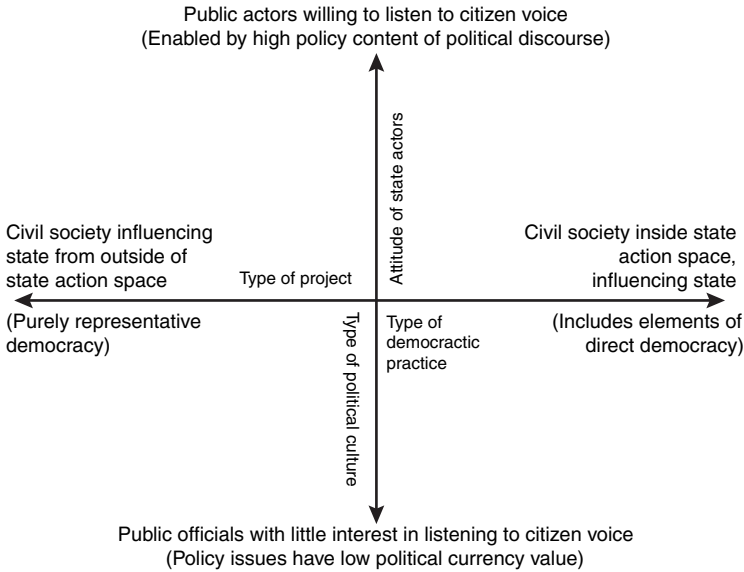 Public actors willing to listen to citizen voice
(Enabled by high policy content of political discourse)
Attitude of state actors
Civil society influencing
state from outside of
state action space
Type of project
Civil society inside state
action space,
influencing state
(Purely representative
democracy)
Type of political culture
Type of
democractic
practice
(Includes elements of
direct democracy)
Public officials with little interest in listening to citizen voice
(Policy issues have low political currency value)